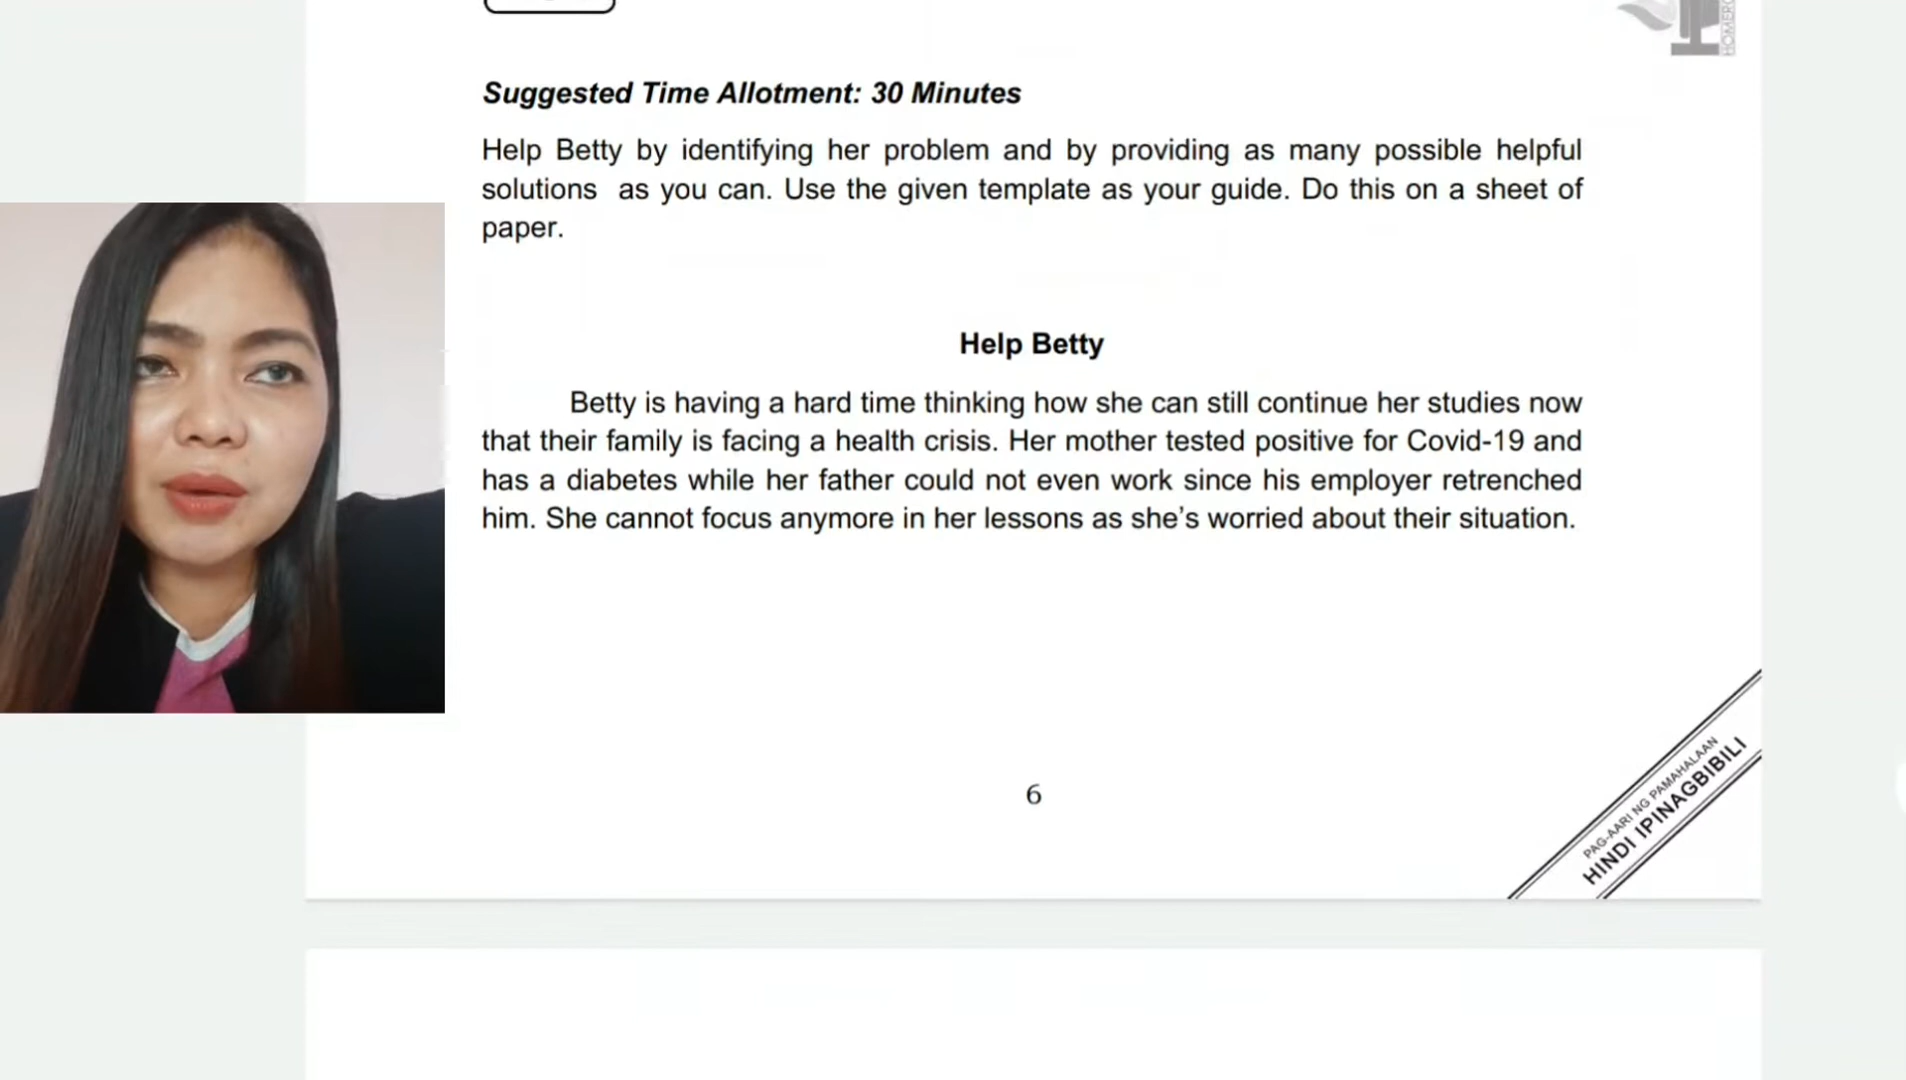 Suggested Time Allotment: 30 Minutes
Help Betty by identifying her problem and by providing as many possible helpful
solutions as you can. Use the given template as your guide. Do this on a sheet of
paper.
Help Betty
Betty is having a hard time thinking how she can still continue her studies now
that their family is facing a health crisis. Her mother tested positive for Covid-19 and
has a diabetes while her father could not even work since his employer retrenched
him. She cannot focus anymore in her lessons as she’s worried about their situation.
6
PAG-AARI NG PAMAHALAAN
HINDI IPINAGBIBILI